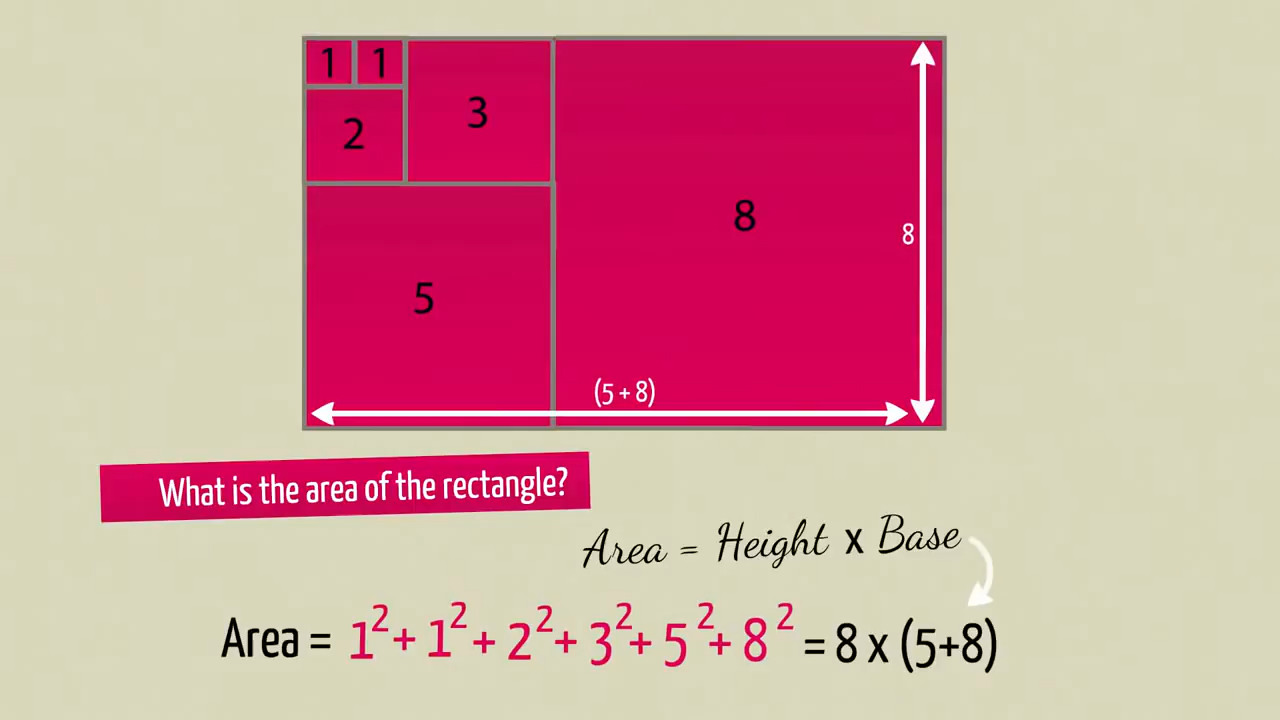 1 1
3
2
8
8
5
(5 + 8)
What is the area of the rectangle?
Area = Height x Base
Area = 1² + 1² + 2² + 3² + 5² + 8² = 8 x (5+8)